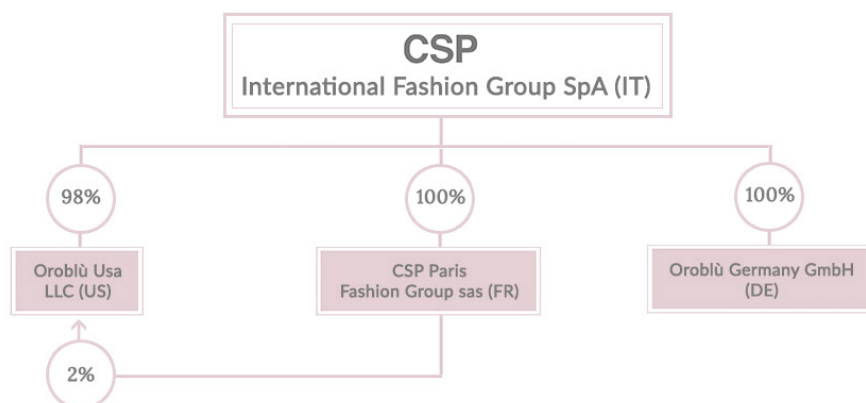 CSP
International Fashion Group SpA (IT)
98%
100%
100%
Oroblù Usa
LLC (US)
CSP Paris
Fashion Group sas (FR)
Oroblù Germany GmbH
(DE)
2%